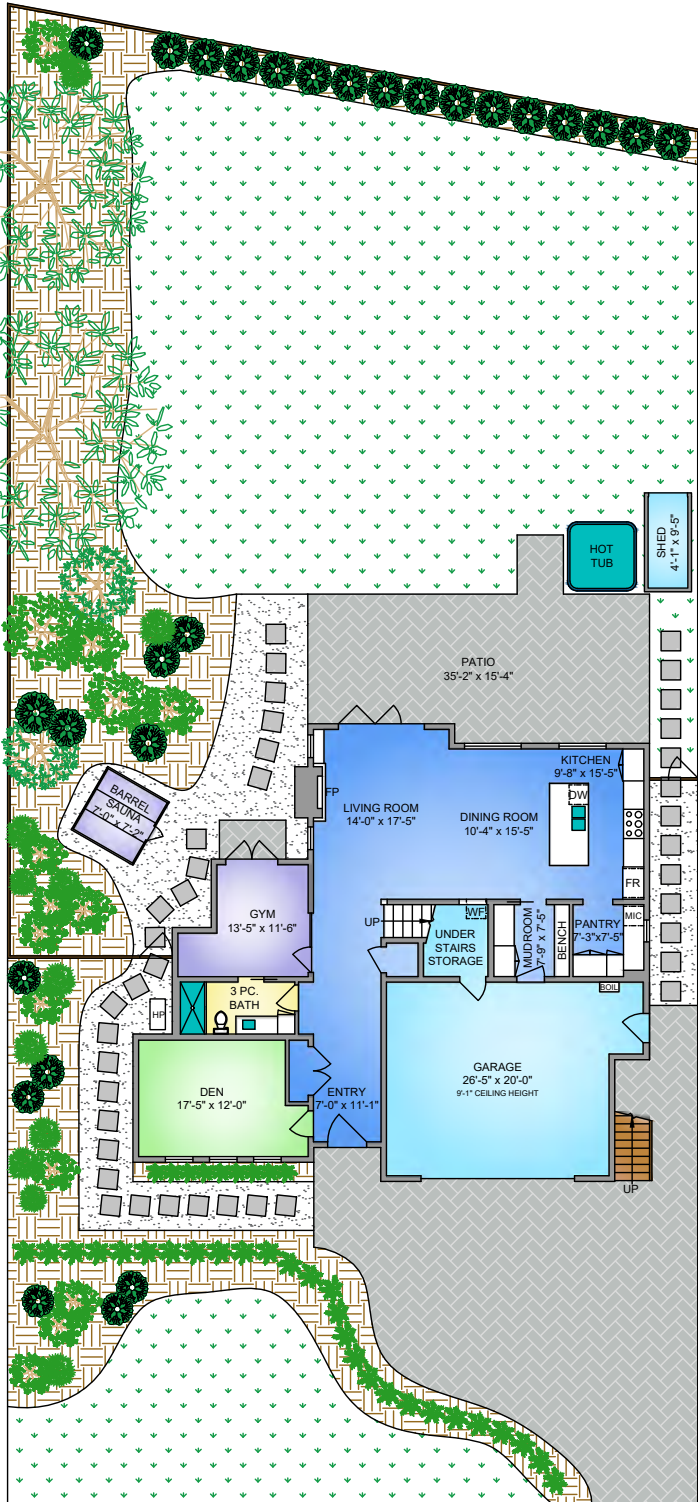 HOT
TUB
SHED
4'-1" x 9'-5"
PATIO
35'-2" x 15'-4"
KITCHEN
9'-8" x 15'-5"
DW
FP
LIVING ROOM
14'-0" x 17'-5"
DINING ROOM
10'-4" x 15'-5"
BARREL
SAUNA
7'-0" x 7'-2"
FR
GYM
13'-5" x 11'-6"
UP
WF
UNDER
STAIRS
STORAGE
MUDROOM
7'-9" x 7'-5"
BENCH
PANTRY
7'-3"x7'-5"
MIC
3 PC.
BATH
HP
BOIL
DEN
17'-5" x 12'-0"
ENTRY
7'-0" x 11'-1"
GARAGE
26'-5" x 20'-0"
9'-1" CEILING HEIGHT
UP